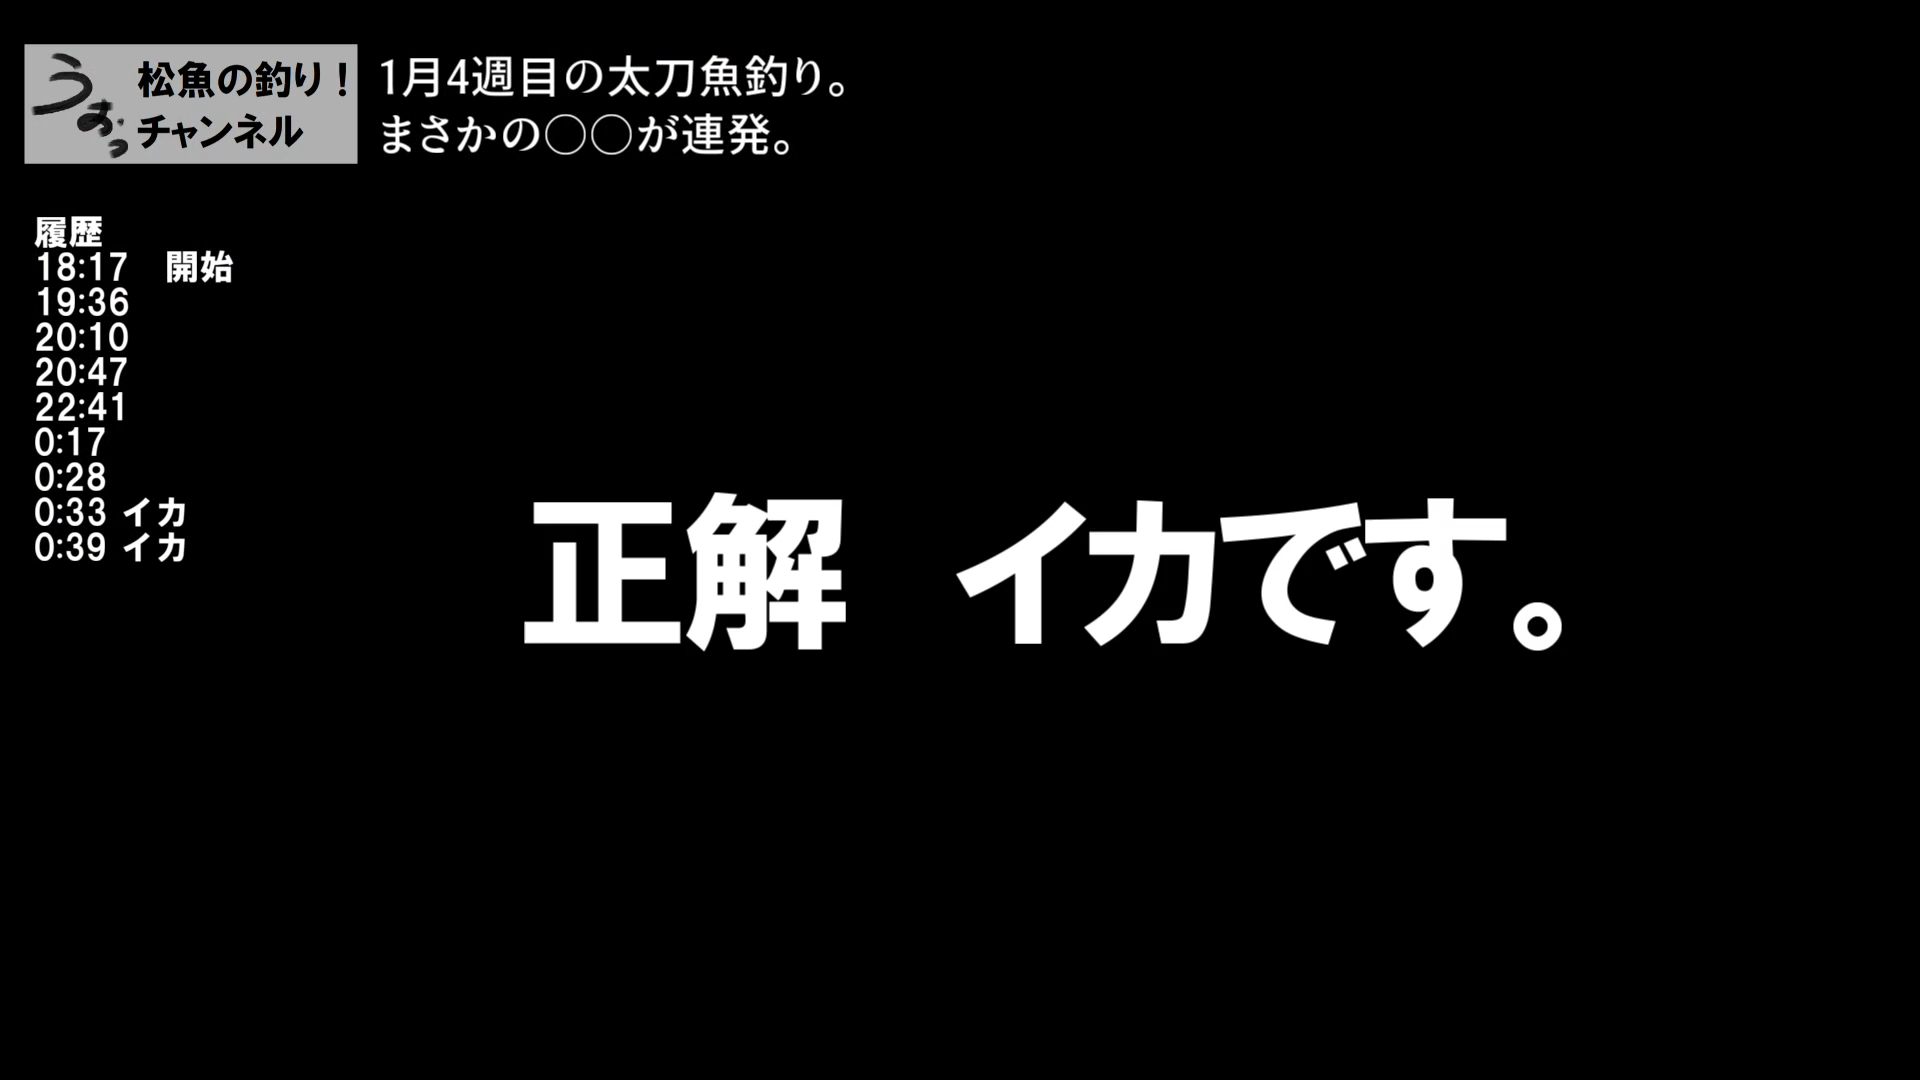 うぉっ
松魚の釣り！
チャンネル
1月4週目の太刀魚釣り。
まさかの○○が連発。
履歴
18:17　開始
19:36
20:10
20:47
22:41
0:17
0:28
0:33 イカ
0:39 イカ
正解　イカです。